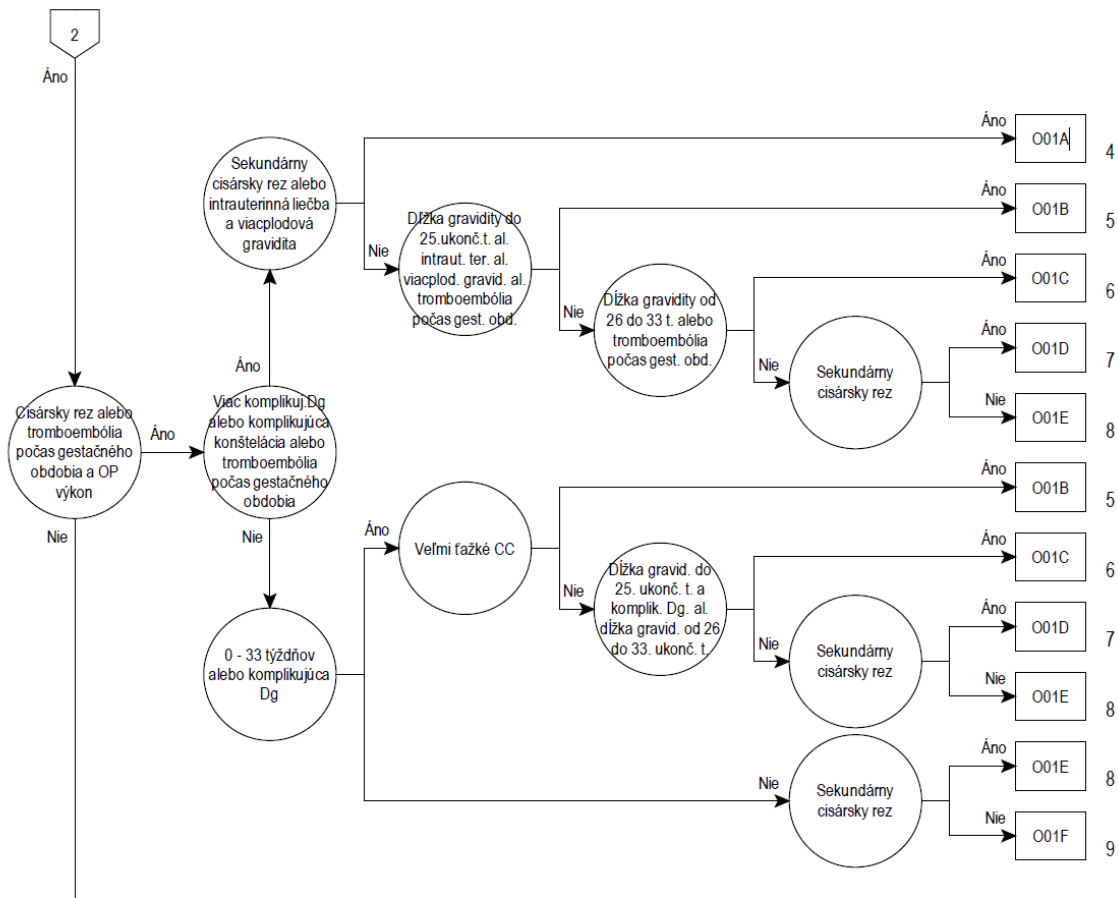 2
Áno
Cisársky rez alebo
tromboembólia
počas gestačného
obdobia a OP
výkon
Áno
Nie
Viac komplikuj.Dg
alebo komplikujúca
konštelácia alebo
tromboembólia
počas gestačného
obdobia
Áno
Nie
Sekundárny
cisársky rez alebo
intrauterinná liečba
a viacplodová
gravidita
Áno
O01A
4
Nie
Dĺžka gravidity do
25.ukonč.t. al.
intraut. ter. al.
viacplod. gravid. al.
tromboembólia
počas gest. obd.
Áno
O01B
5
Nie
Dĺžka gravidity od
26 do 33 t. alebo
tromboembólia
počas gest. obd.
Áno
O01C
6
Nie
Sekundárny
cisársky rez
Áno
O01D
7
Nie
O01E
8
0 - 33 týždňov
alebo komplikujúca
Dg
Áno
Veľmi ťažké CC
Áno
O01B
5
Nie
Dĺžka gravid. do
25. ukonč. t. a
komplik. Dg. al.
dĺžka gravid. od 26
do 33. ukonč. t.
Áno
O01C
6
Nie
Sekundárny
cisársky rez
Áno
O01D
7
Nie
O01E
8
Nie
Sekundárny
cisársky rez
Áno
O01E
8
Nie
O01F
9